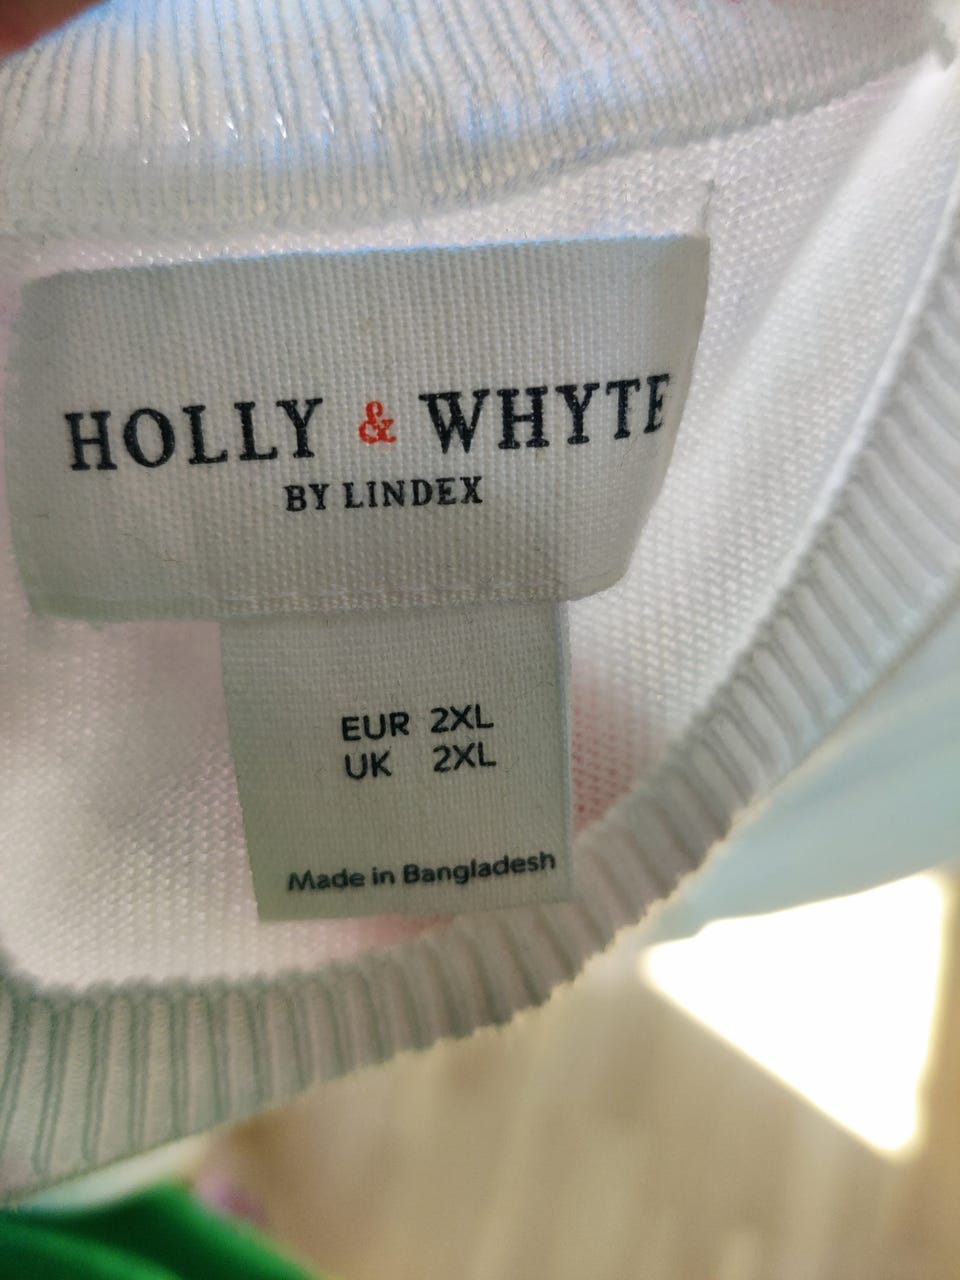 HOLLY & WHYTE
BY LINDEX
EUR 2XL
UK 2XL
Made in Bangladesh